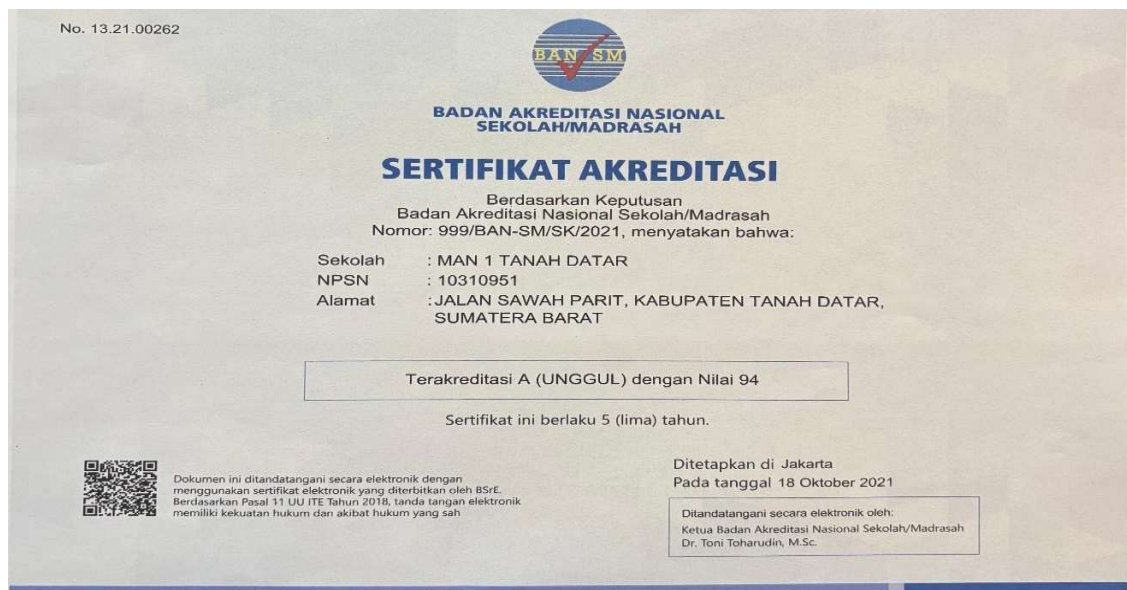 No. 13.21.00262
BAN SM
BADAN AKREDITASI NASIONAL
SEKOLAH/MADRASAH
SERTIFIKAT AKREDITASI
Berdasarkan Keputusan
Badan Akreditasi Nasional Sekolah/Madrasah
Nomor: 999/BAN-SM/SK/2021, menyatakan bahwa:
Sekolah : MAN 1 TANAH DATAR
NPSN : 10310951
Alamat : JALAN SAWAH PARIT, KABUPATEN TANAH DATAR,
SUMATERA BARAT
Terakreditasi A (UNGGUL) dengan Nilai 94
Sertifikat ini berlaku 5 (lima) tahun.
Dokumen ini ditandatangani secara elektronik dengan
menggunakan sertifikat elektronik yang diterbitkan oleh BSrE.
Berdasarkan Pasal 11 UU ITE Tahun 2018, tanda tangan elektronik
memiliki kekuatan hukum dan akibat hukum yang sah
Ditetapkan di Jakarta
Pada tanggal 18 Oktober 2021
Ditandatangani secara elektronik oleh:
Ketua Badan Akreditasi Nasional Sekolah/Madrasah
Dr. Toni Toharudin, M.Sc.